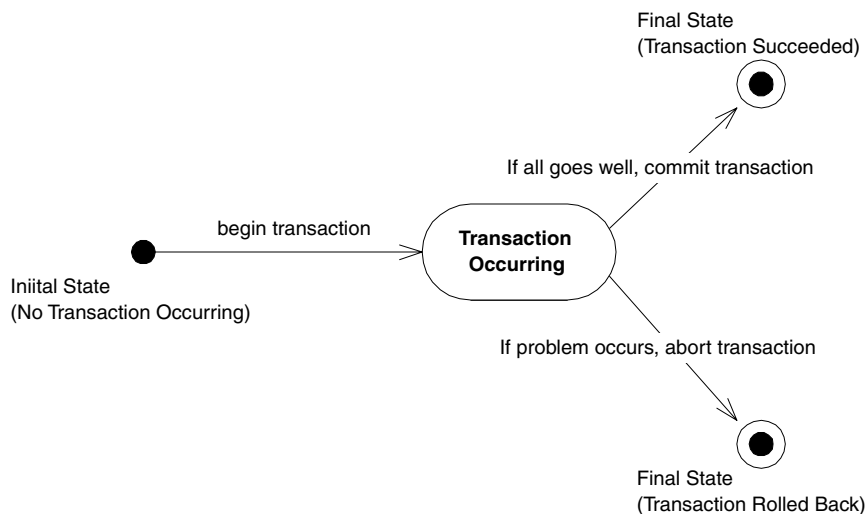 Final State
(Transaction Succeeded)
If all goes well, commit transaction
begin transaction
Transaction
Occurring
Iniital State
(No Transaction Occurring)
If problem occurs, abort transaction
Final State
(Transaction Rolled Back)